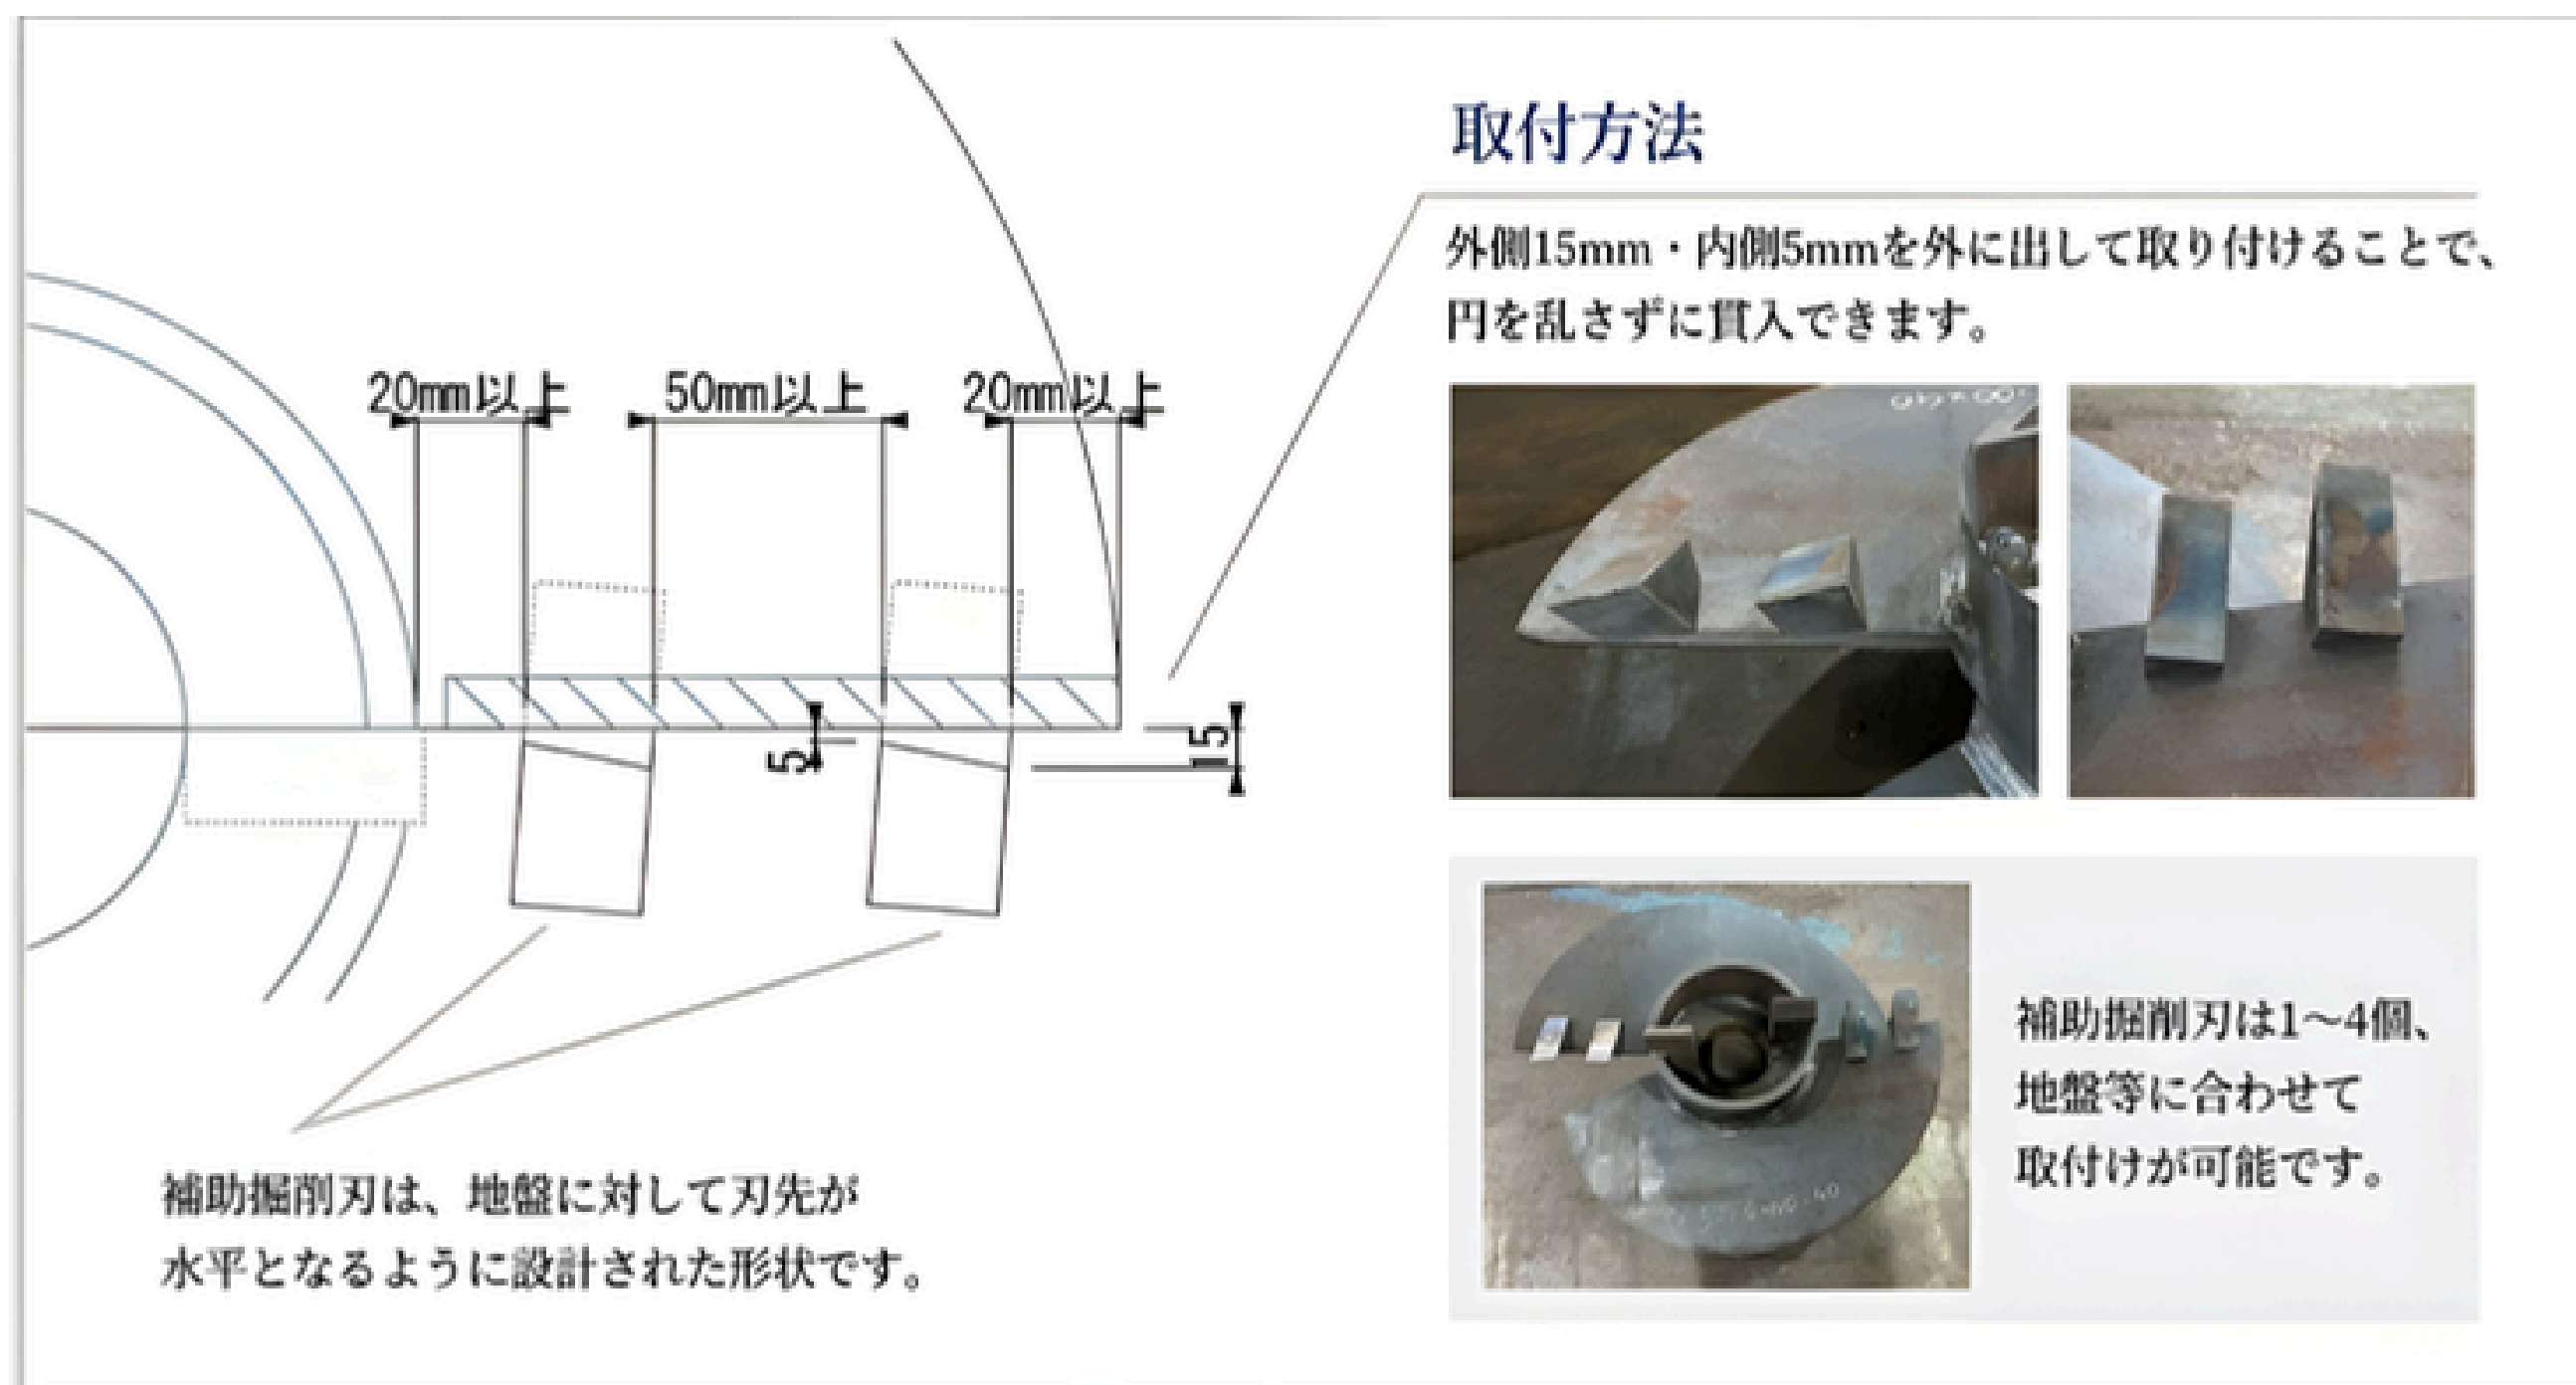 取付方法
外側15mm・内側5mmを外に出して取り付けることで、
円を乱さずに貫入できます。
20mm以上
50mm以上
20mm以上
5
15
補助掘削刃は、地盤に対して刃先が
水平となるように設計された形状です。
補助掘削刃は1～4個、
地盤等に合わせて
取付けが可能です。